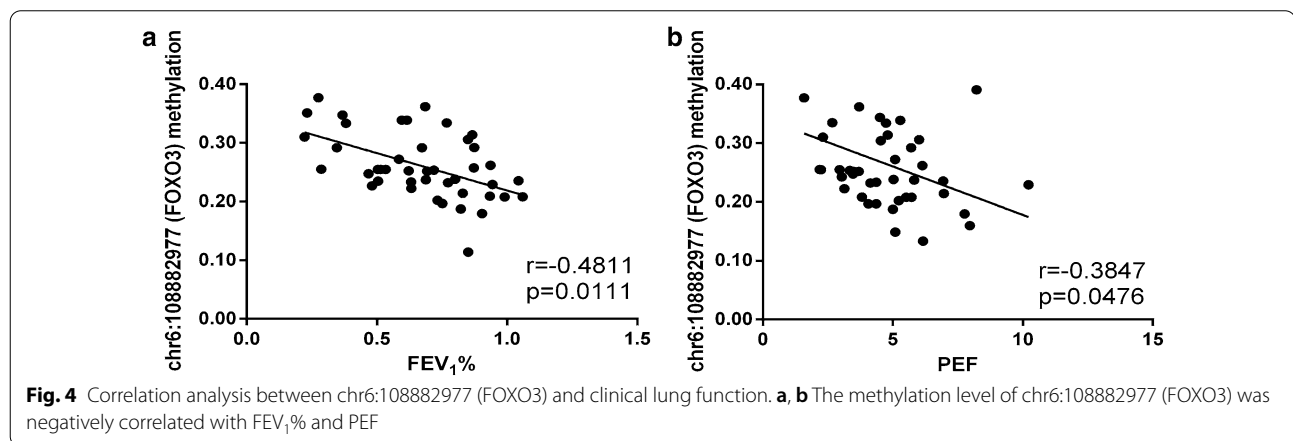 a
chr6:108882977 (FOXO3) methylation
0.40
0.30
0.20
0.10
0.00
0.0
0.5
1.0
1.5
FEV₁%
r=-0.4811
p=0.0111
b
chr6:108882977 (FOXO3) methylation
0.40
0.30
0.20
0.10
0.00
0
5
10
15
PEF
r=-0.3847
p=0.0476
Fig. 4 Correlation analysis between chr6:108882977 (FOXO3) and clinical lung function. a, b The methylation level of chr6:108882977 (FOXO3) was
negatively correlated with FEV₁% and PEF